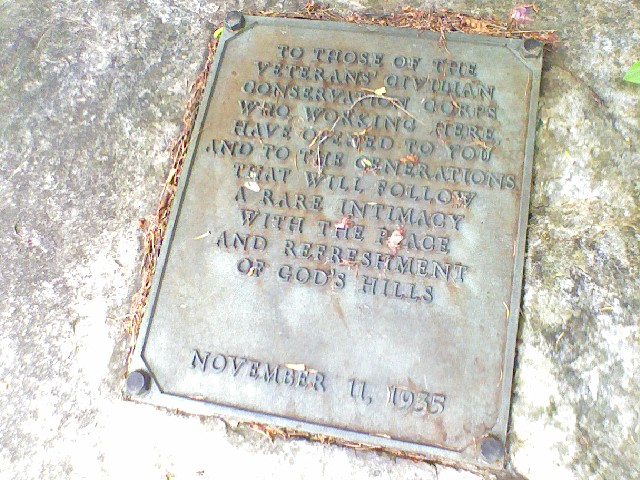 TO THOSE OF THE
VETERANS' CIVILIAN
CONSERVATION CORPS
WHO, WORKING HERE,
HAVE OPENED TO YOU
AND TO THE GENERATIONS
THAT WILL FOLLOW
A RARE INTIMACY
WITH THE PEACE
AND REFRESHMENT
OF GOD'S HILLS
NOVEMBER 11, 1935